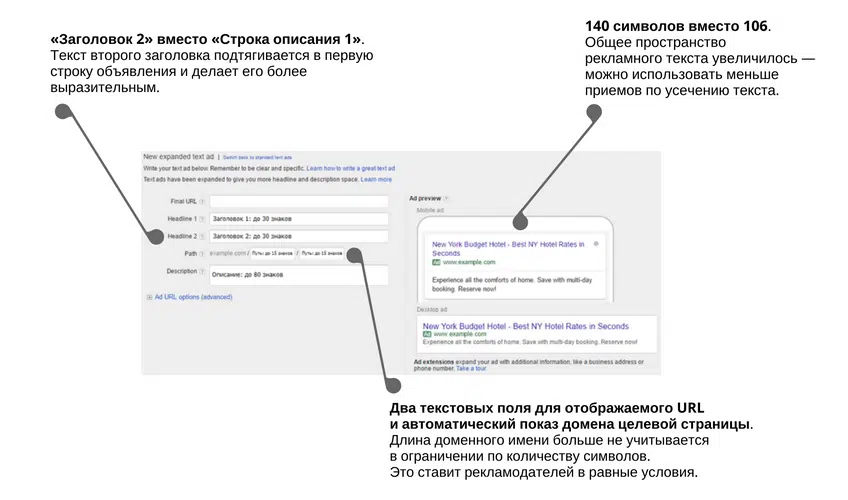 «Заголовок 2» вместо «Строка описания 1».
Текст второго заголовка подтягивается в первую
строку объявления и делает его более
выразительным.
140 символов вместо 106.
Общее пространство
рекламного текста увеличилось —
можно использовать меньше
приемов по усечению текста.
New expanded text ad | Switch back to standard text ads
Write your text ad below. Remember to be clear and specific. Learn how to write a great text ad
Text ads have been expanded to give you more headline and description space. Learn more
Final URL ?
Headline 1 ? Заголовок 1: до 30 знаков
Headline 2 ? Заголовок 2: до 30 знаков
Path ? example.com / Путь: до 15 знаков / Путь: до 15 знаков
Description ? Описание: до 80 знаков
Ad URL options (advanced)
Ad preview ?
Mobile ad
New York Budget Hotel - Best NY Hotel Rates in
Seconds
Ad www.example.com
Experience all the comforts of home. Save with multi-day
booking. Reserve now!
Desktop ad
New York Budget Hotel - Best NY Hotel Rates in Seconds
Ad www.example.com
Experience all the comforts of home. Save with multi-day booking. Reserve now!
Ad extensions expand your ad with additional information, like a business address or
phone number. Take a tour
Два текстовых поля для отображаемого URL
и автоматический показ домена целевой страницы.
Длина доменного имени больше не учитывается
в ограничении по количеству символов.
Это ставит рекламодателей в равные условия.